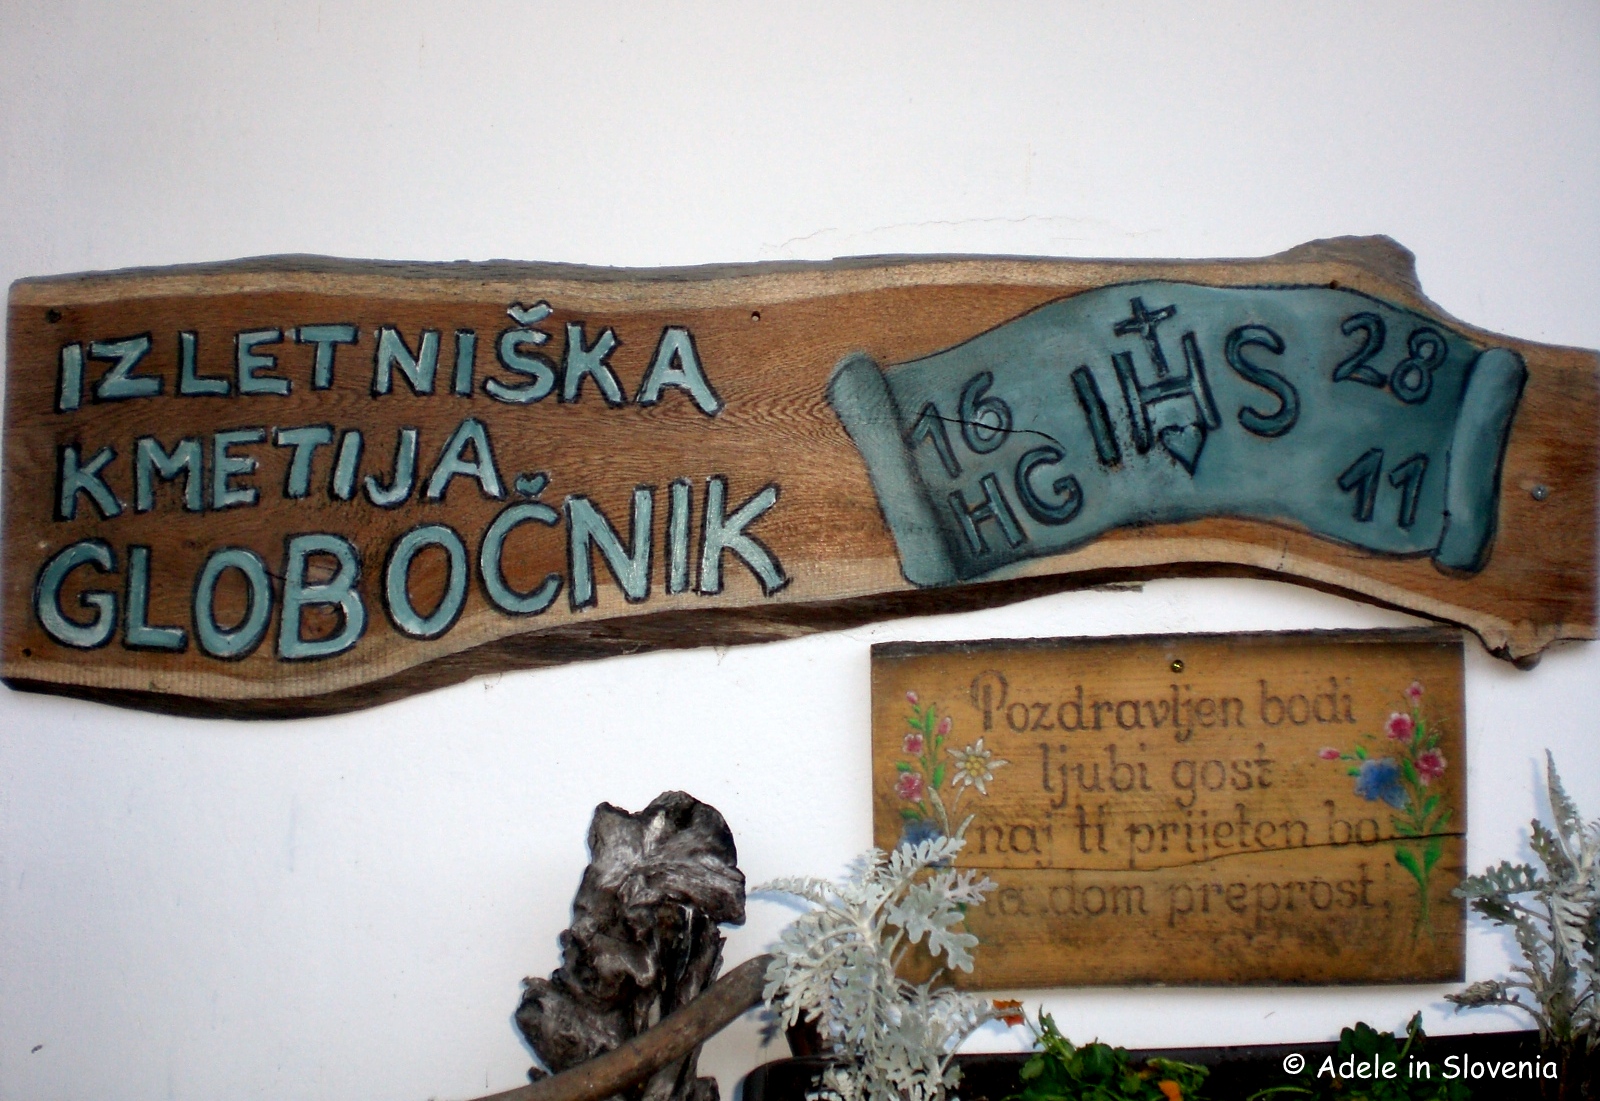 IZLETNIŠKA
KMETIJA
GLOBOČNIK
16 IHS 28
HG 11
Pozdravljen bodi
ljubi gost
naj ti prijeten bo
ta dom preprost!
© Adele in Slovenia